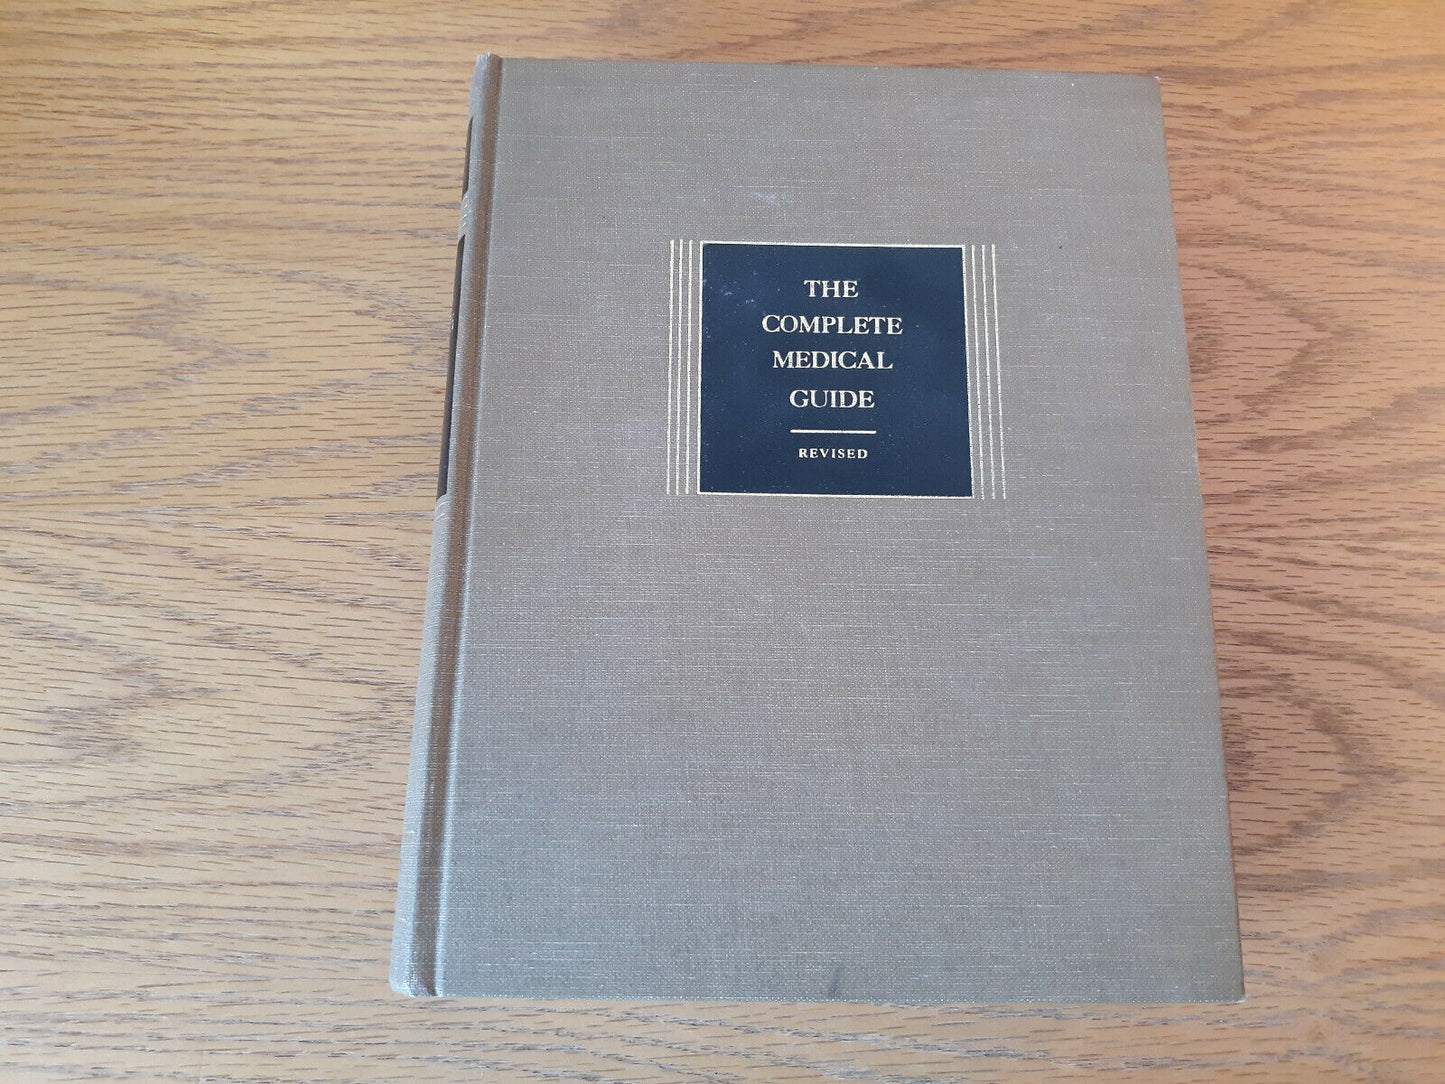 THE
COMPLETE
MEDICAL
GUIDE
REVISED